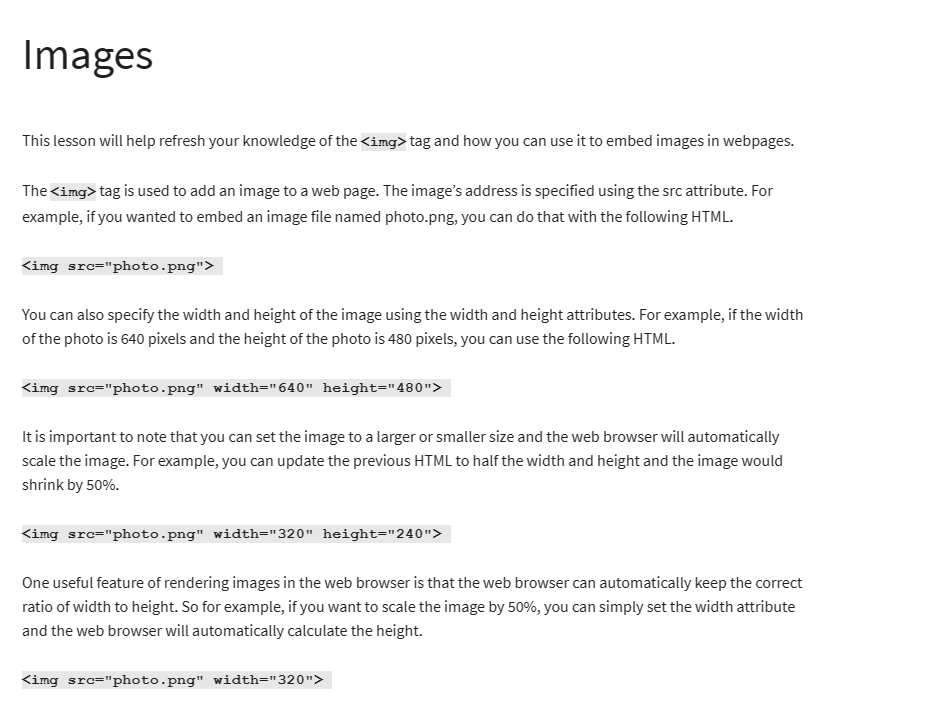 Images
This lesson will help refresh your knowledge of the <img> tag and how you can use it to embed images in webpages.
The <img> tag is used to add an image to a web page. The image’s address is specified using the src attribute. For
example, if you wanted to embed an image file named photo.png, you can do that with the following HTML.
<img src="photo.png">
You can also specify the width and height of the image using the width and height attributes. For example, if the width
of the photo is 640 pixels and the height of the photo is 480 pixels, you can use the following HTML.
<img src="photo.png" width="640" height="480">
It is important to note that you can set the image to a larger or smaller size and the web browser will automatically
scale the image. For example, you can update the previous HTML to half the width and height and the image would
shrink by 50%.
<img src="photo.png" width="320" height="240">
One useful feature of rendering images in the web browser is that the web browser can automatically keep the correct
ratio of width to height. So for example, if you want to scale the image by 50%, you can simply set the width attribute
and the web browser will automatically calculate the height.
<img src="photo.png" width="320">